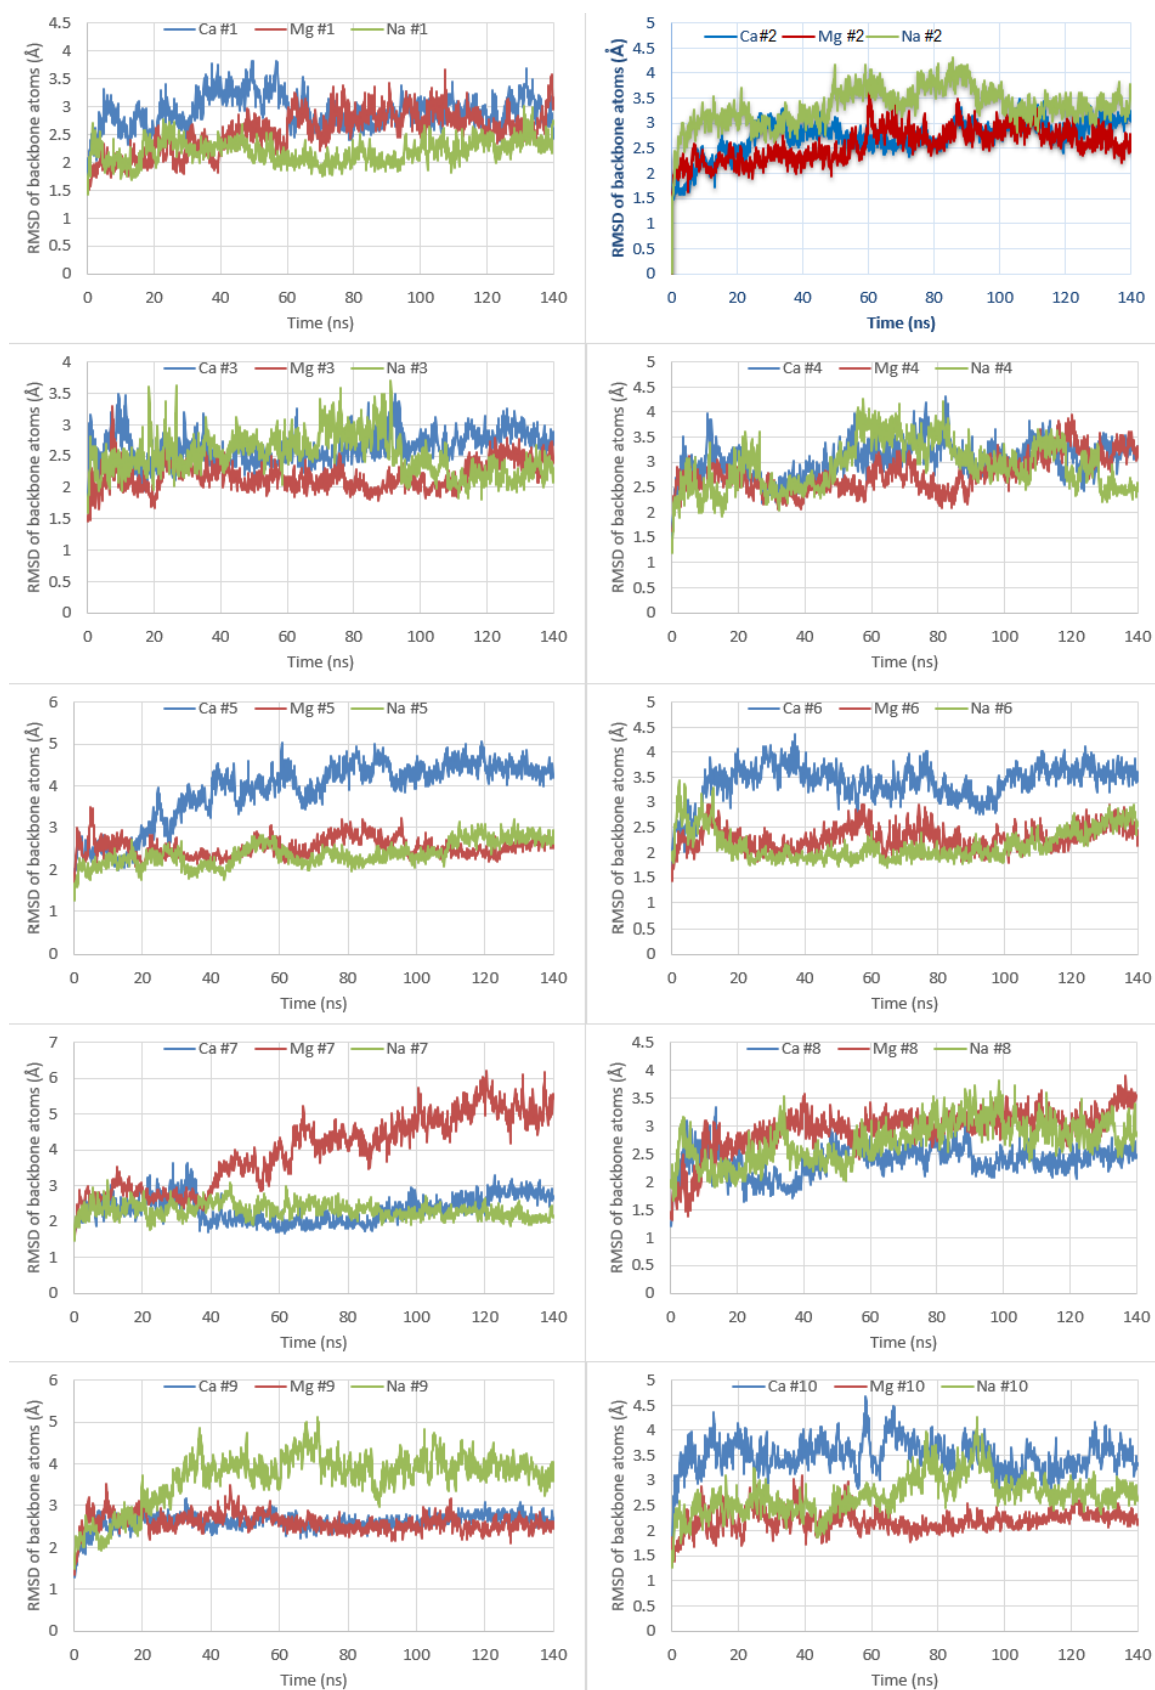 Ca #1 Mg #1 Na #1
RMSD of backbone atoms (Å)
4.5
4
3.5
3
2.5
2
1.5
1
0.5
0
0 20 40 60 80 100 120 140
Time (ns)
Ca #2 Mg #2 Na #2
RMSD of backbone atoms (Å)
5
4.5
4
3.5
3
2.5
2
1.5
1
0.5
0
0 20 40 60 80 100 120 140
Time (ns)
Ca #3 Mg #3 Na #3
RMSD of backbone atoms (Å)
4
3.5
3
2.5
2
1.5
1
0.5
0
0 20 40 60 80 100 120 140
Time (ns)
Ca #4 Mg #4 Na #4
RMSD of backbone atoms (Å)
5
4.5
4
3.5
3
2.5
2
1.5
1
0.5
0
0 20 40 60 80 100 120 140
Time (ns)
Ca #5 Mg #5 Na #5
RMSD of backbone atoms (Å)
6
5
4
3
2
1
0
0 20 40 60 80 100 120 140
Time (ns)
Ca #6 Mg #6 Na #6
RMSD of backbone atoms (Å)
5
4.5
4
3.5
3
2.5
2
1.5
1
0.5
0
0 20 40 60 80 100 120 140
Time (ns)
Ca #7 Mg #7 Na #7
RMSD of backbone atoms (Å)
7
6
5
4
3
2
1
0
0 20 40 60 80 100 120 140
Time (ns)
Ca #8 Mg #8 Na #8
RMSD of backbone atoms (Å)
4.5
4
3.5
3
2.5
2
1.5
1
0.5
0
0 20 40 60 80 100 120 140
Time (ns)
Ca #9 Mg #9 Na #9
RMSD of backbone atoms (Å)
6
5
4
3
2
1
0
0 20 40 60 80 100 120 140
Time (ns)
Ca #10 Mg #10 Na #10
RMSD of backbone atoms (Å)
5
4.5
4
3.5
3
2.5
2
1.5
1
0.5
0
0 20 40 60 80 100 120 140
Time (ns)